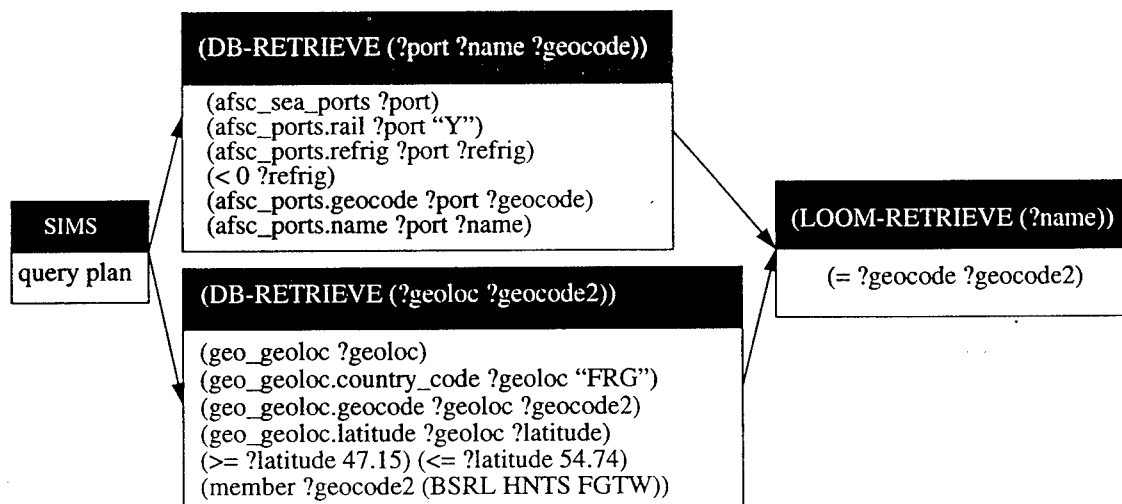 (DB-RETRIEVE (?port ?name ?geocode))
(afsc_sea_ports ?port)
(afsc_ports.rail ?port “Y”)
(afsc_ports.refrig ?port ?refrig)
(< 0 ?refrig)
(afsc_ports.geocode ?port ?geocode)
(afsc_ports.name ?port ?name)
SIMS
query plan
(DB-RETRIEVE (?geoloc ?geocode2))
(geo_geoloc ?geoloc)
(geo_geoloc.country_code ?geoloc “FRG”)
(geo_geoloc.geocode ?geoloc ?geocode2)
(geo_geoloc.latitude ?geoloc ?latitude)
(>= ?latitude 47.15) (<= ?latitude 54.74)
(member ?geocode2 (BSRL HNTS FGTW))
(LOOM-RETRIEVE (?name))
(= ?geocode ?geocode2)